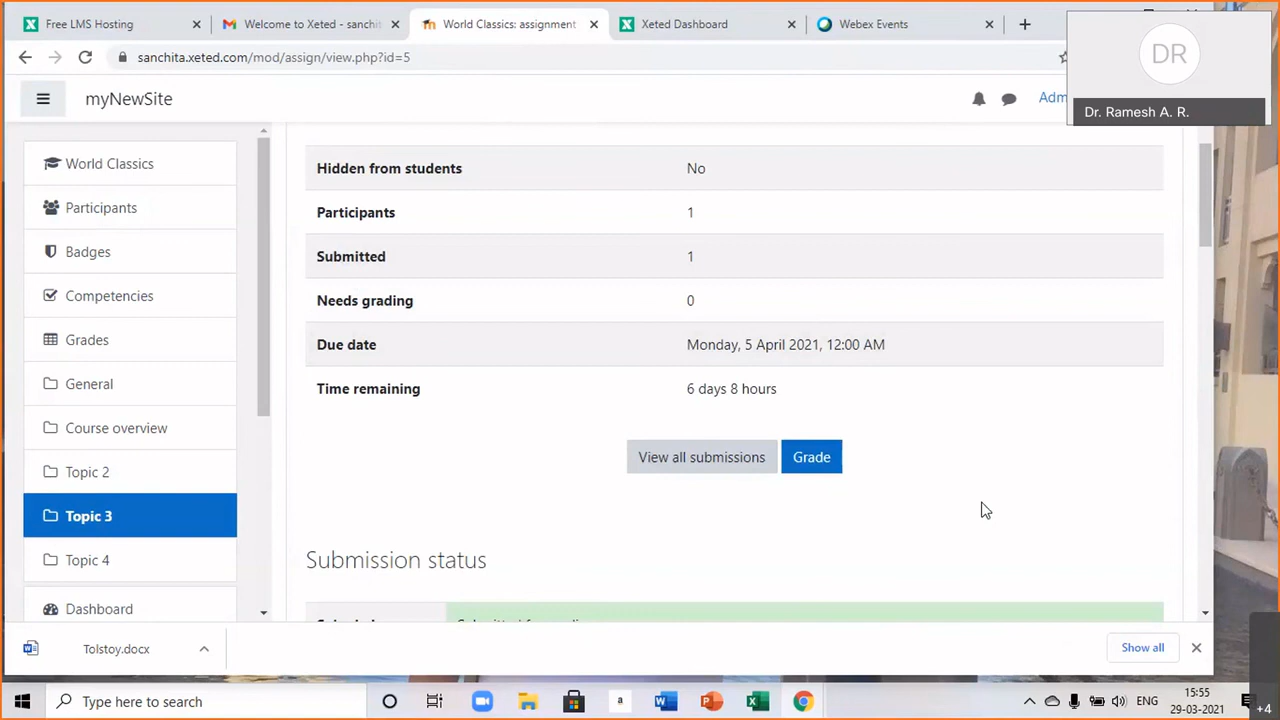 Free LMS Hosting
Welcome to Xeted - sanchit
World Classics: assignment
Xeted Dashboard
Webex Events
sanchita.xeted.com/mod/assign/view.php?id=5
DR
Dr. Ramesh A. R.
myNewSite
Adm
World Classics
Participants
Badges
Competencies
Grades
General
Course overview
Topic 2
Topic 3
Topic 4
Dashboard
Hidden from students No
Participants 1
Submitted 1
Needs grading 0
Due date Monday, 5 April 2021, 12:00 AM
Time remaining 6 days 8 hours
View all submissions Grade
Submission status
Tolstoy.docx
Show all
Type here to search
ENG
15:55
29-03-2021
+4